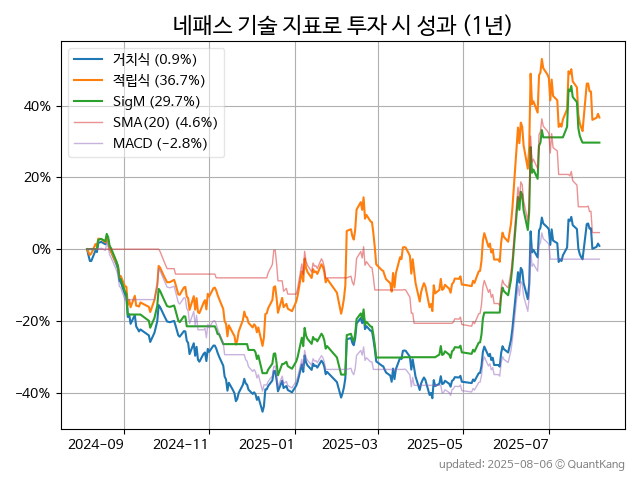 네패스 기술 지표로 투자 시 성과 (1년)
거치식 (0.9%)
적립식 (36.7%)
SigM (29.7%)
SMA(20) (4.6%)
MACD (−2.8%)
40%
20%
0%
−20%
−40%
2024-09 2024-11 2025-01 2025-03 2025-05 2025-07
updated: 2025-08-06 © QuantKang